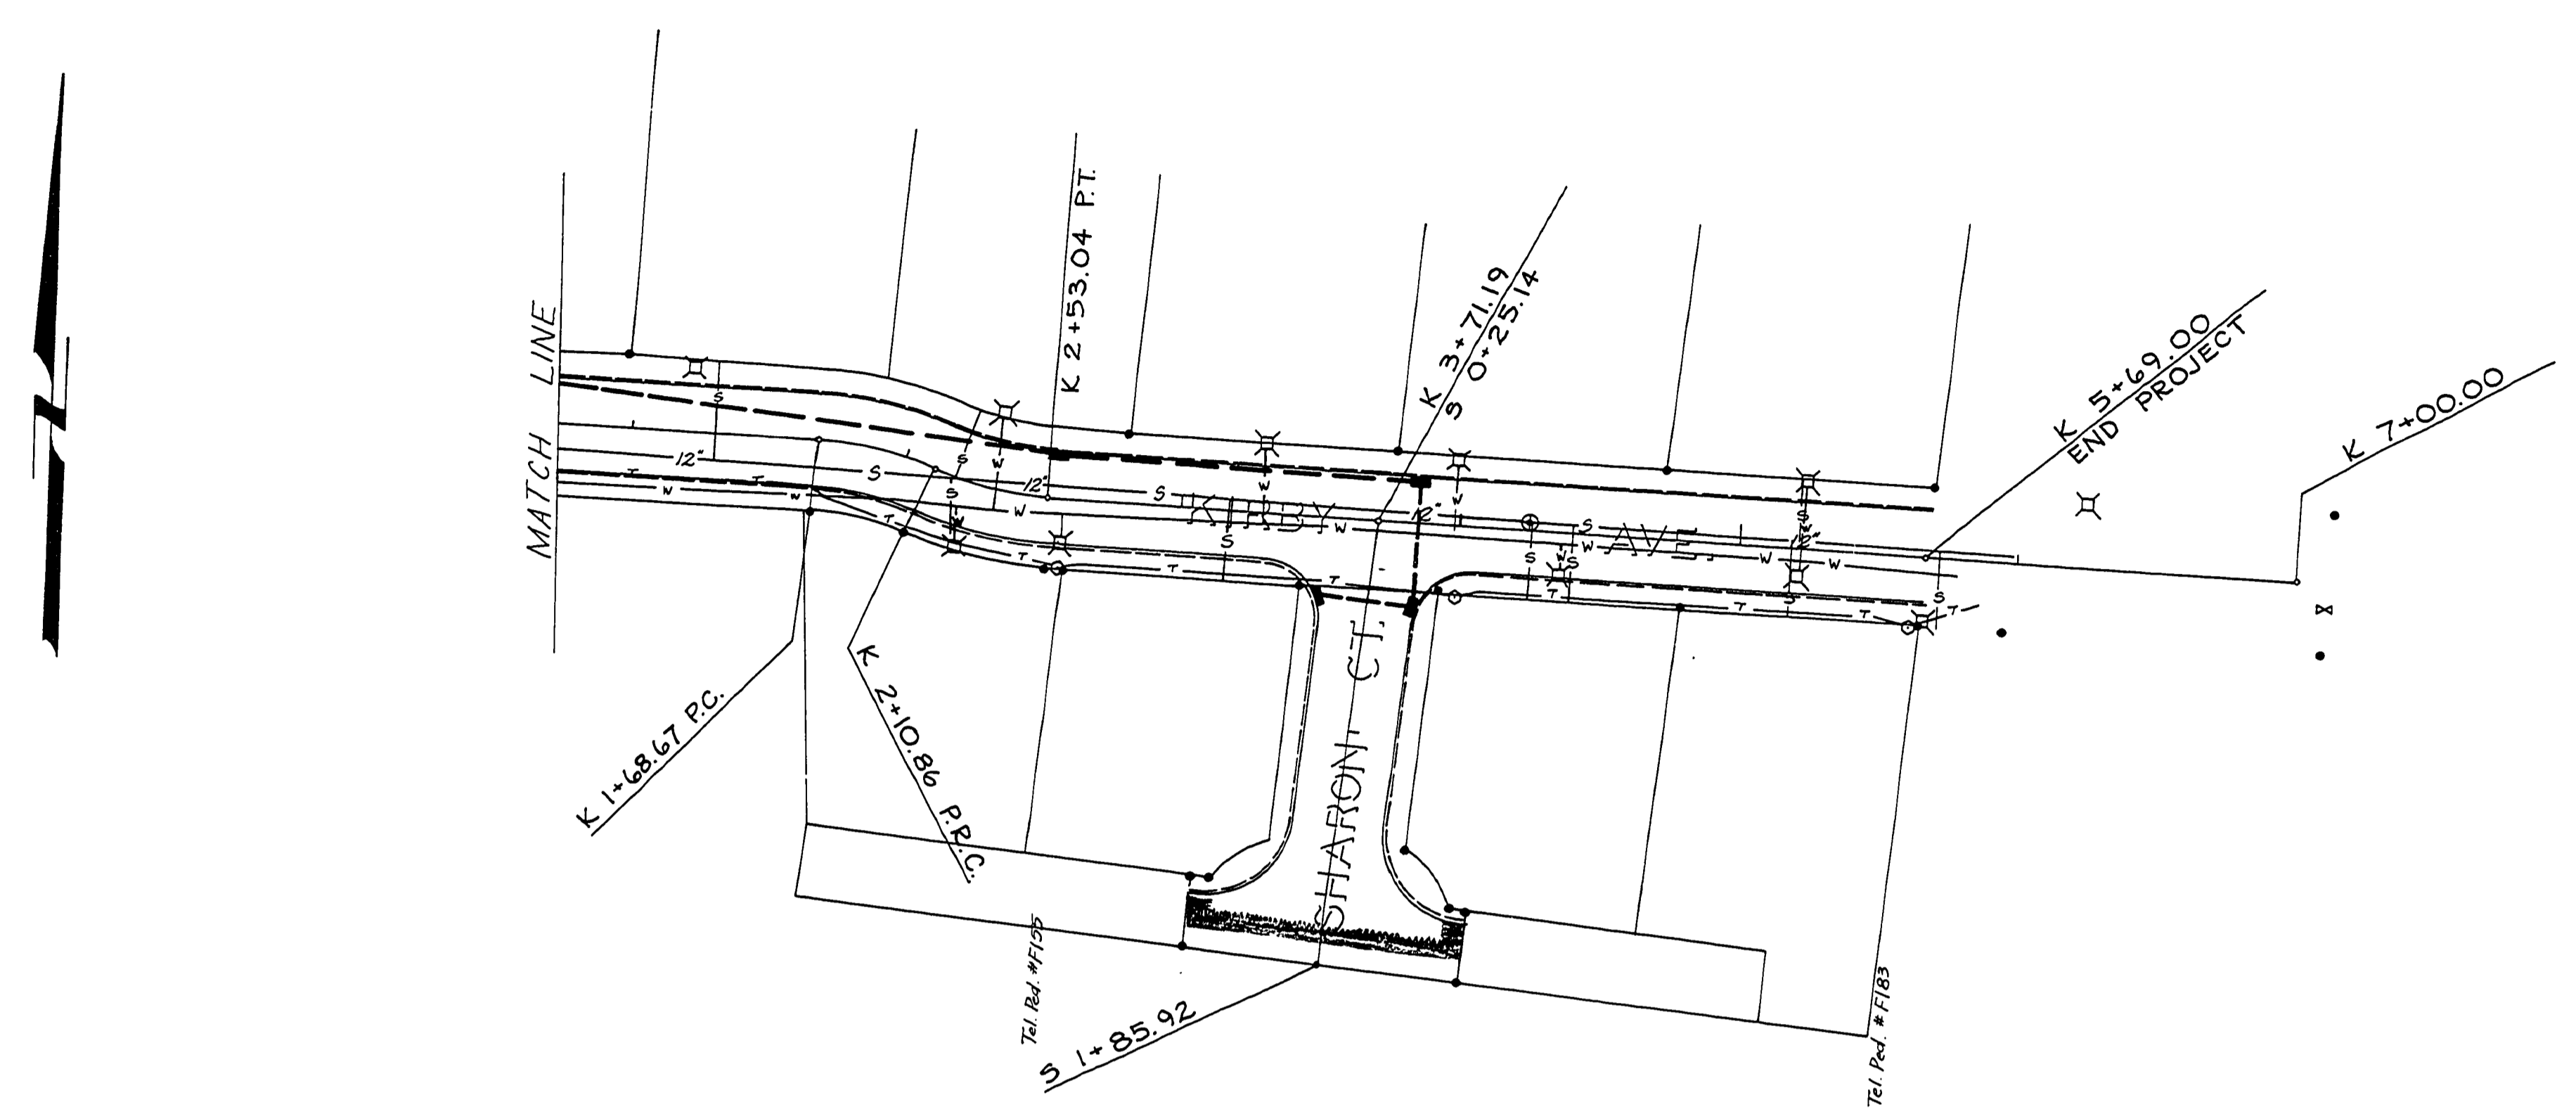 MATCH LINE
K 2+53.04 P.T.
K 3+71.19
S 0+25.14
K 5+69.00
END PROJECT
K 7+00.00
12"
12"
12"
12"
KIRBY AVE.
SHARON CT.
K 1+68.67 P.C.
K 2+10.86 P.R.C.
S 1+85.92
Tel. Ped. #F155
Tel. Ped. #F183
S
S
S
S
S
S
S
S
S
S
S
S
S
W
W
W
W
W
W
W
W
W
W
W
W
W
T
T
T
T
T
T
T
T
T
T
Z